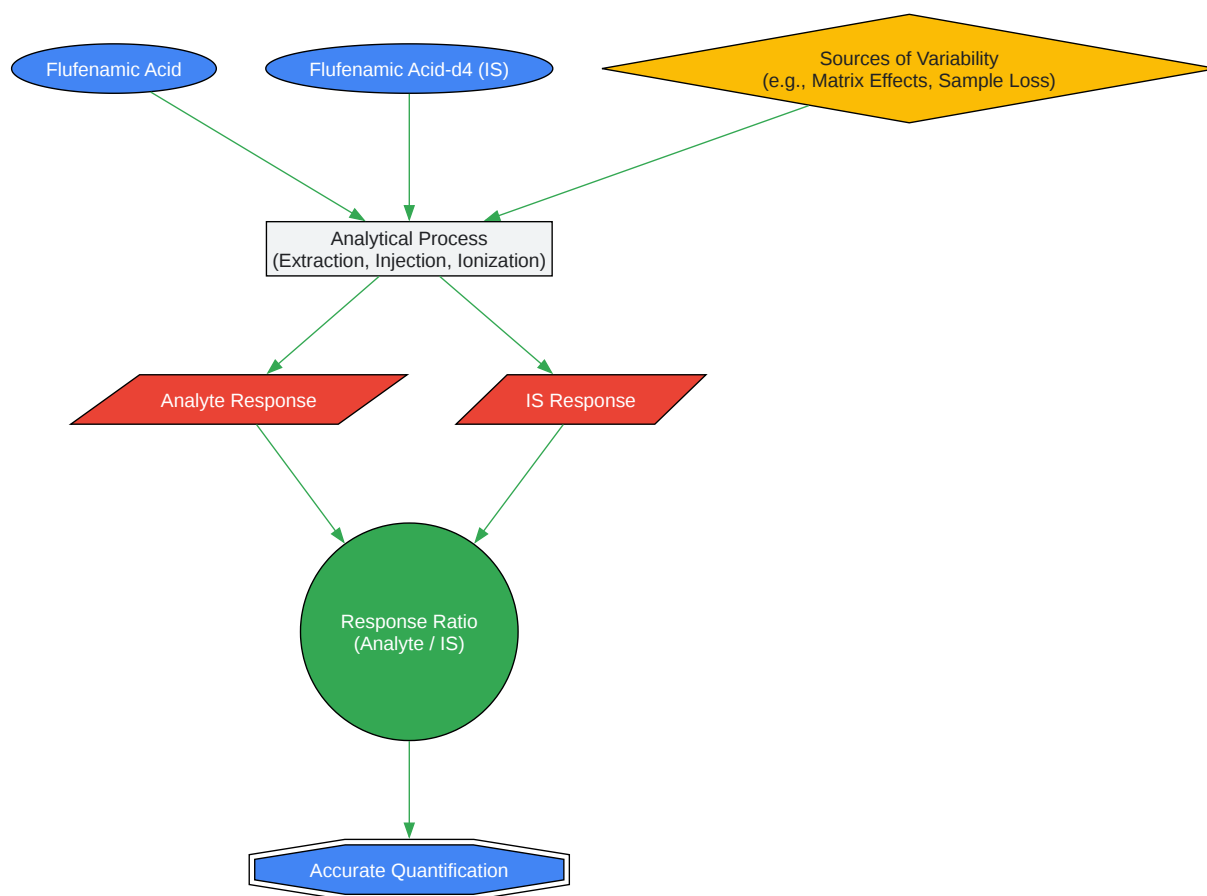 Flufenamic Acid
Flufenamic Acid-d4 (IS)
Sources of Variability
(e.g., Matrix Effects, Sample Loss)
Analytical Process
(Extraction, Injection, Ionization)
Analyte Response
IS Response
Response Ratio
(Analyte / IS)
Accurate Quantification